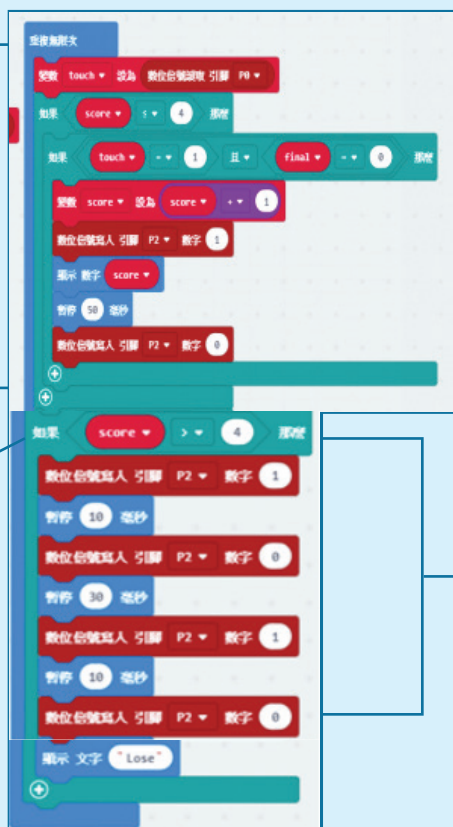 重複無限次
變數 touch ▾ 設為 數位信號讀取 引腳 P0 ▾
如果 score ▾ ≤ ▾ 4 那麼
如果 touch ▾ = ▾ 1 且 ▾ final ▾ = ▾ 0 那麼
變數 score ▾ 設為 score ▾ + ▾ 1
數位信號寫入 引腳 P2 ▾ 數字 1
顯示 數字 score ▾
暫停 50 毫秒
數位信號寫入 引腳 P2 ▾ 數字 0
如果 score ▾ > ▾ 4 那麼
數位信號寫入 引腳 P2 ▾ 數字 1
暫停 10 毫秒
數位信號寫入 引腳 P2 ▾ 數字 0
暫停 30 毫秒
數位信號寫入 引腳 P2 ▾ 數字 1
暫停 10 毫秒
數位信號寫入 引腳 P2 ▾ 數字 0
顯示 文字 "Lose"